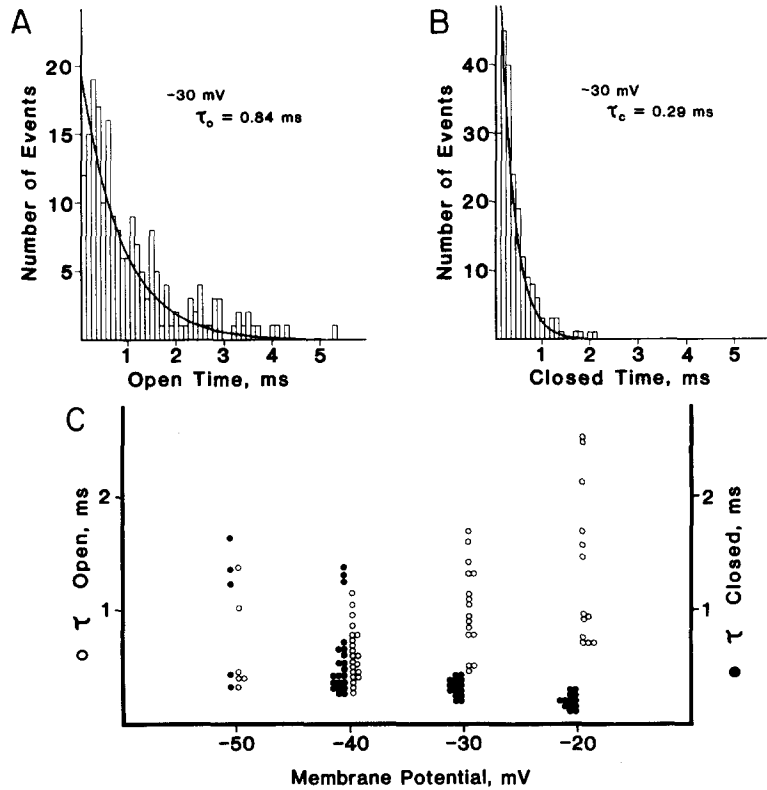 A
Number of Events
20
15
10
5
-30 mV
τo = 0.84 ms
1 2 3 4 5
Open Time, ms
B
Number of Events
40
30
20
10
-30 mV
τc = 0.29 ms
1 2 3 4 5
Closed Time, ms
C
○ τ Open, ms
2
1
2
1
● τ Closed, ms
-50 -40 -30 -20
Membrane Potential, mV